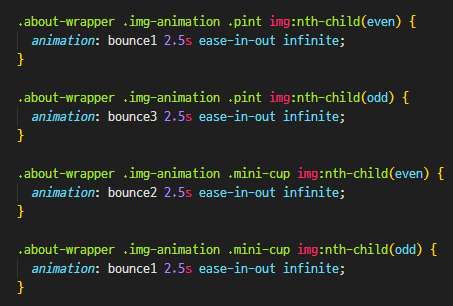 .about-wrapper .img-animation .pint img:nth-child(even) {
  animation: bounce1 2.5s ease-in-out infinite;
}

.about-wrapper .img-animation .pint img:nth-child(odd) {
  animation: bounce3 2.5s ease-in-out infinite;
}

.about-wrapper .img-animation .mini-cup img:nth-child(even) {
  animation: bounce2 2.5s ease-in-out infinite;
}

.about-wrapper .img-animation .mini-cup img:nth-child(odd) {
  animation: bounce1 2.5s ease-in-out infinite;
}